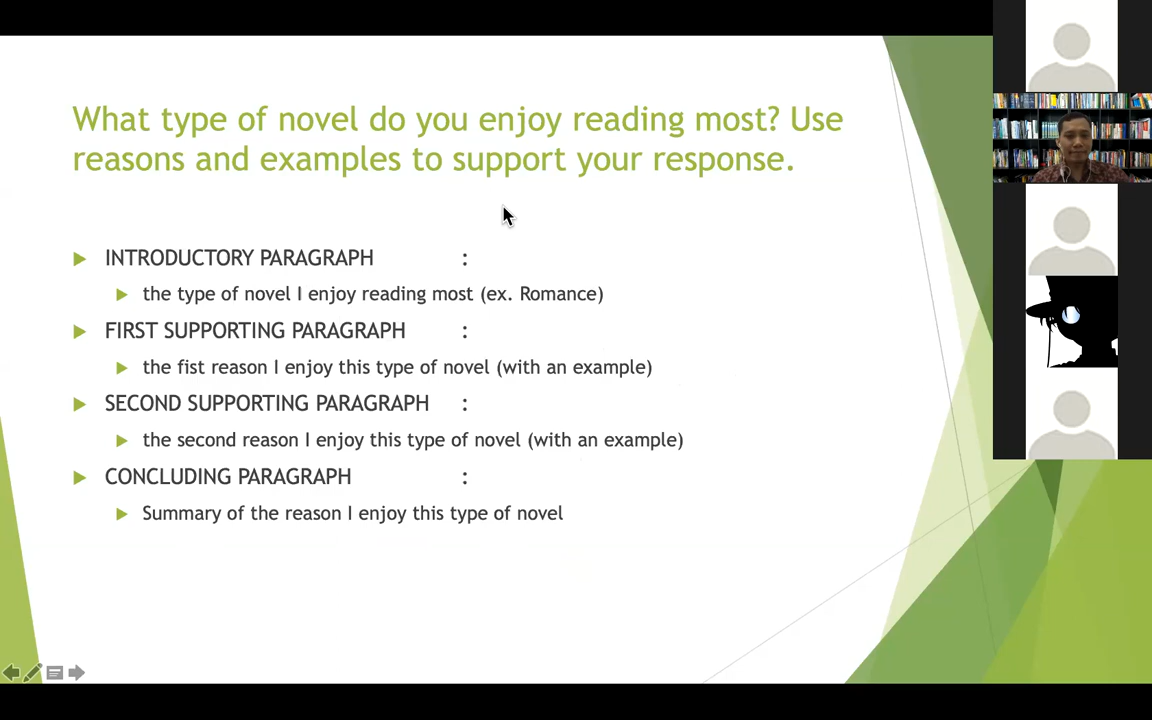 What type of novel do you enjoy reading most? Use
reasons and examples to support your response.
INTRODUCTORY PARAGRAPH :
the type of novel I enjoy reading most (ex. Romance)
FIRST SUPPORTING PARAGRAPH :
the fist reason I enjoy this type of novel (with an example)
SECOND SUPPORTING PARAGRAPH :
the second reason I enjoy this type of novel (with an example)
CONCLUDING PARAGRAPH :
Summary of the reason I enjoy this type of novel